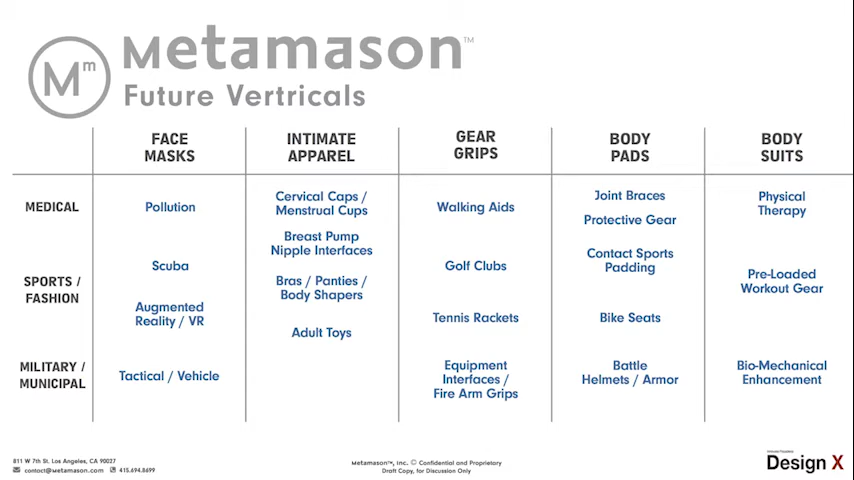 Mm metamason™
Future Vertricals
FACE
MASKS
INTIMATE
APPAREL
GEAR
GRIPS
BODY
PADS
BODY
SUITS
MEDICAL
Pollution
Cervical Caps /
Menstrual Cups
Breast Pump
Nipple Interfaces
Walking Aids
Joint Braces
Protective Gear
Physical
Therapy
SPORTS /
FASHION
Scuba
Augmented
Reality / VR
Bras / Panties /
Body Shapers
Adult Toys
Golf Clubs
Tennis Rackets
Contact Sports
Padding
Bike Seats
Pre-Loaded
Workout Gear
MILITARY /
MUNICIPAL
Tactical / Vehicle
Equipment
Interfaces /
Fire Arm Grips
Battle
Helmets / Armor
Bio-Mechanical
Enhancement
811 W 7th St. Los Angeles, CA 90027
contact@metamason.com 415.694.8699
metamason™, Inc. © Confidential and Proprietary
Draft Copy, for Discussion Only
Design X